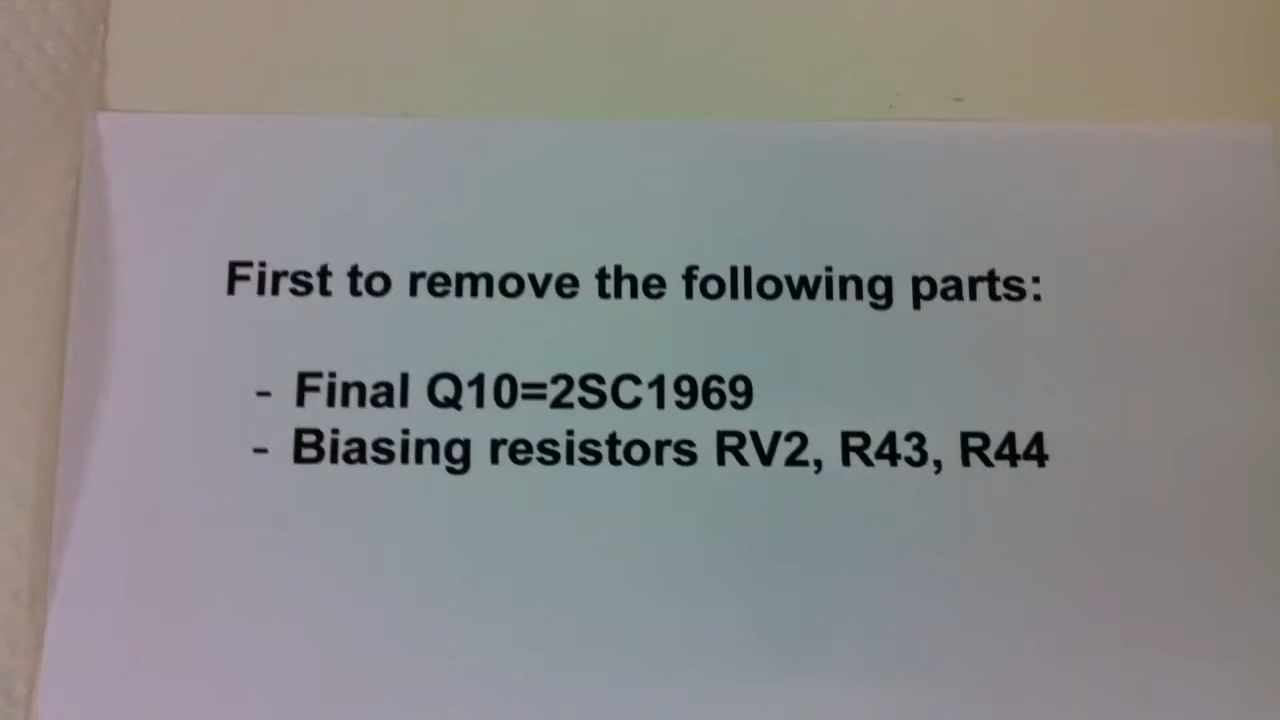 First to remove the following parts:
- Final Q10=2SC1969
- Biasing resistors RV2, R43, R44